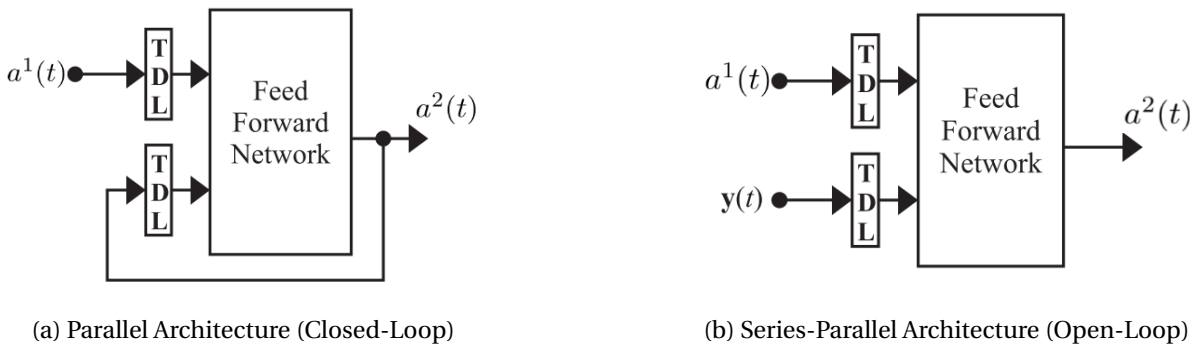 a¹(t)
T
D
L
T
D
L
Feed
Forward
Network
a²(t)
(a) Parallel Architecture (Closed-Loop)
a¹(t)
y(t)
T
D
L
T
D
L
Feed
Forward
Network
a²(t)
(b) Series-Parallel Architecture (Open-Loop)